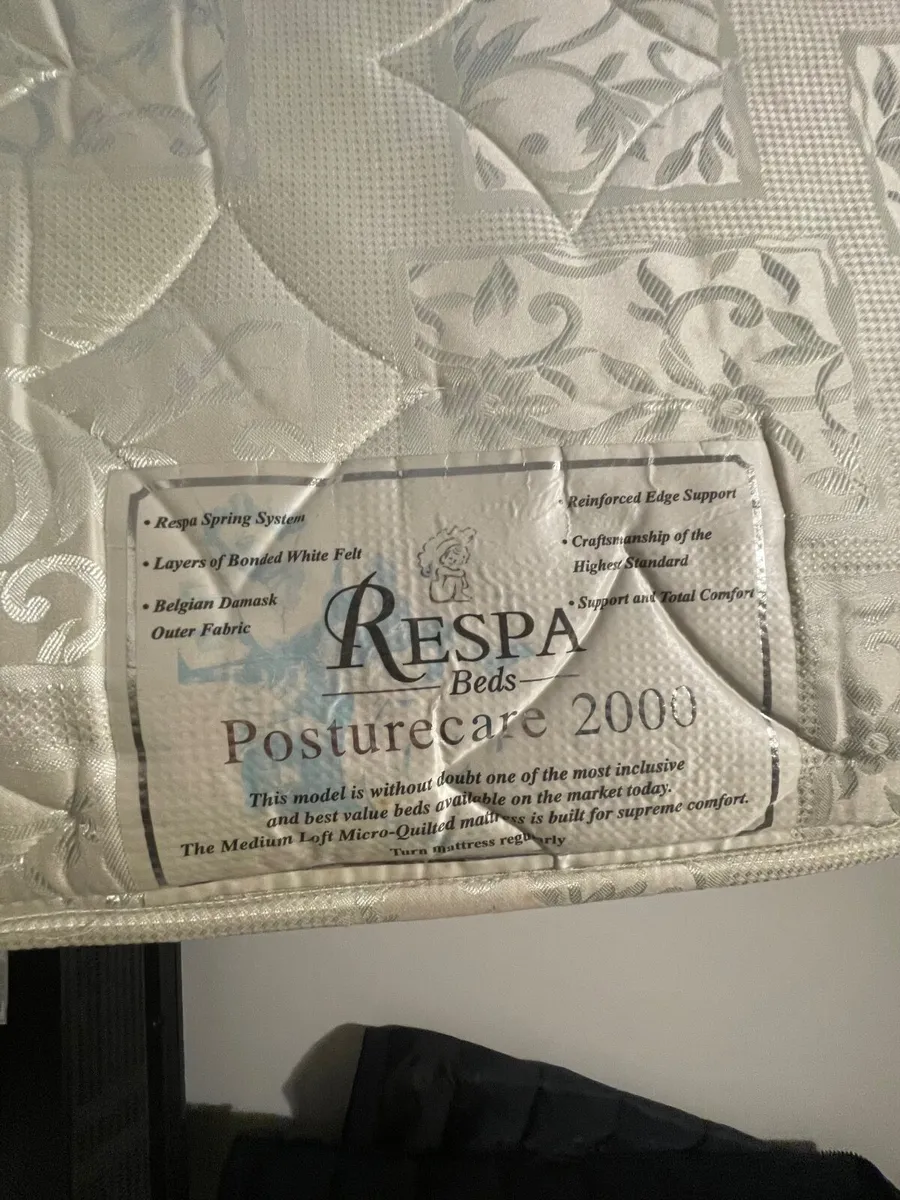 • Respa Spring System
• Layers of Bonded White Felt
• Belgian Damask
Outer Fabric
• Reinforced Edge Support
• Craftsmanship of the
Highest Standard
• Support and Total Comfort
RESPA
Beds
Posturecare 2000
This model is without doubt one of the most inclusive
and best value beds available on the market today.
The Medium Loft Micro-Quilted mattress is built for supreme comfort.
Turn mattress regularly